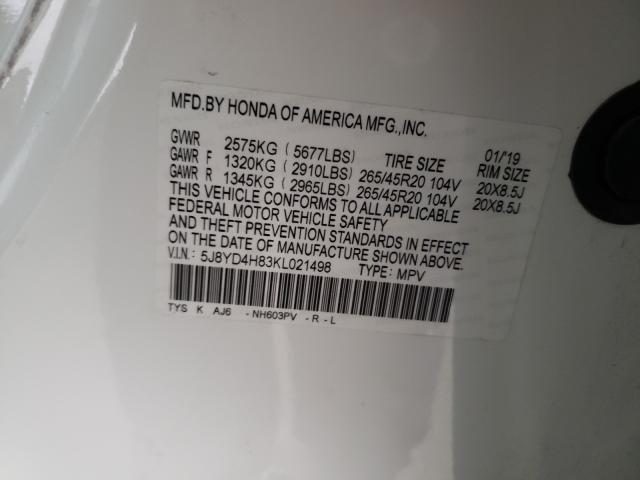 MFD.BY HONDA OF AMERICA MFG.,INC.
GVWR 2575KG ( 5677LBS) TIRE SIZE 01/'19 RIM SIZE
GAWR F 1320KG ( 2910LBS) 265/45R20 104V 20X8.5J
GAWR R 1345KG ( 2965LBS) 265/45R20 104V 20X8.5J
THIS VEHICLE CONFORMS TO ALL APPLICABLE
FEDERAL MOTOR VEHICLE SAFETY
AND THEFT PREVENTION STANDARDS IN EFFECT
ON THE DATE OF MANUFACTURE SHOWN ABOVE.
V.I.N.: 5J8YD4H83KL021498 TYPE: MPV
TYS K AJ6 -NH603PV -R -L